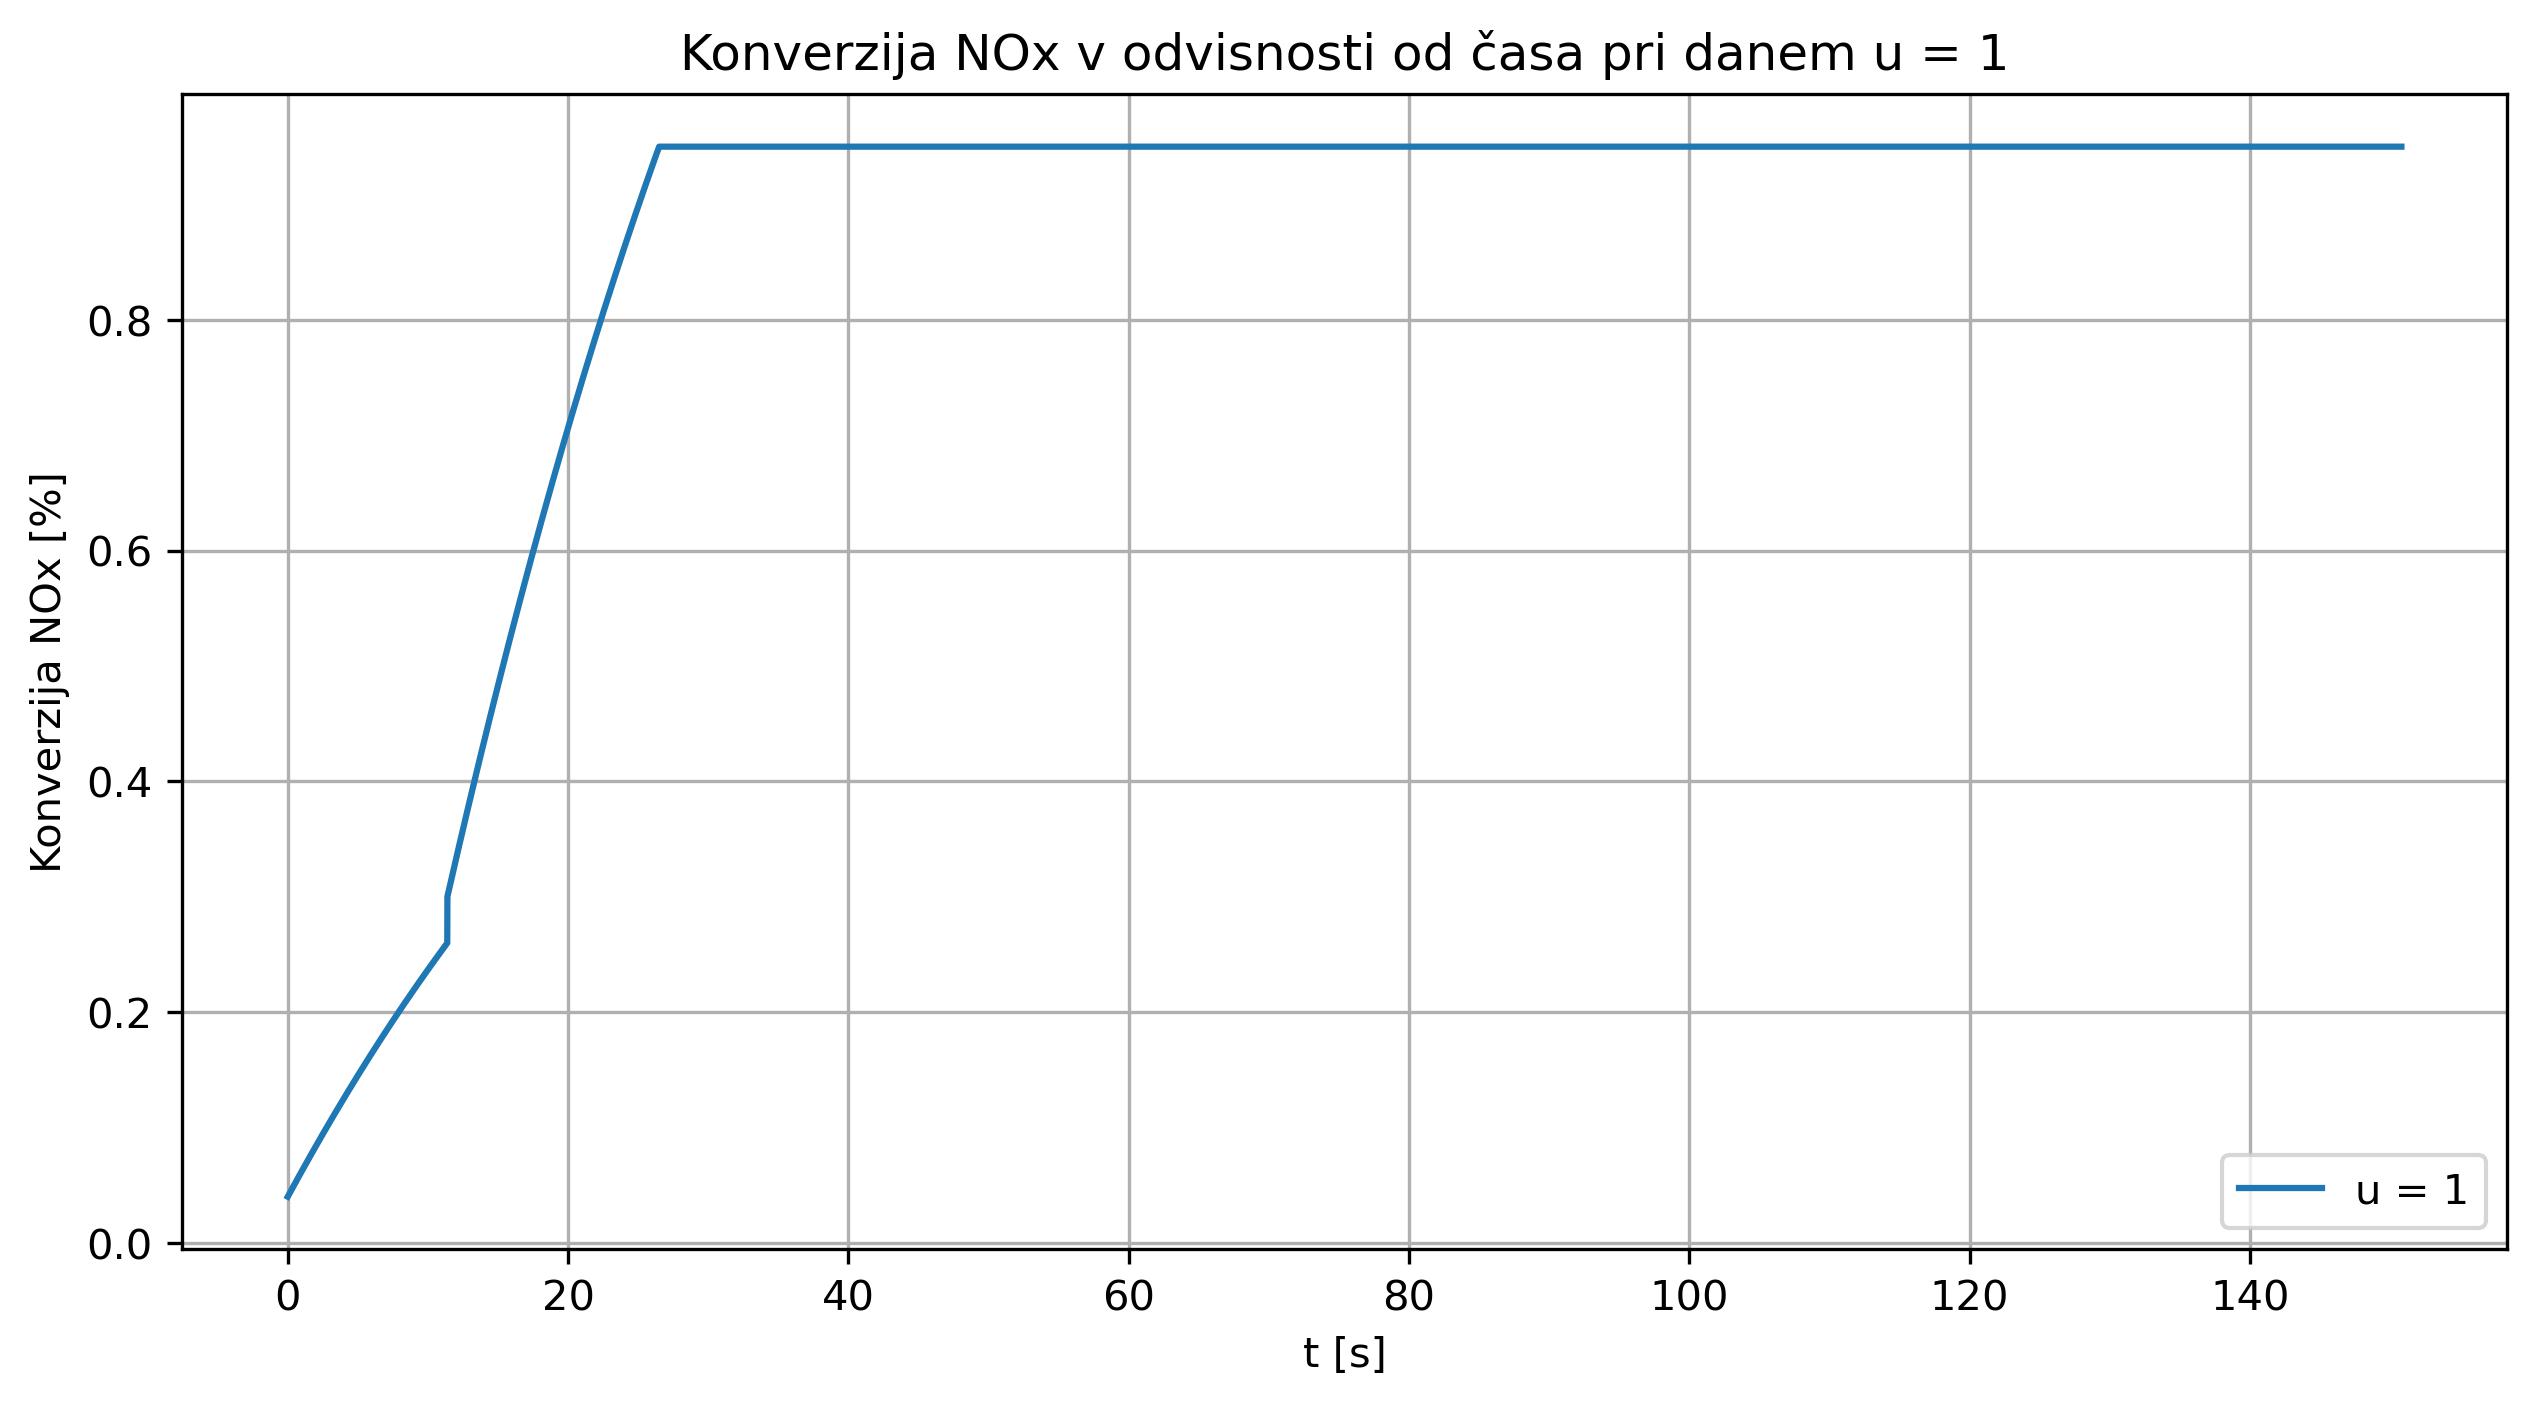 Konverzija NOx v odvisnosti od časa pri danem u = 1
Konverzija NOx [%]
0.8
0.6
0.4
0.2
0.0
0 20 40 60 80 100 120 140
t [s]
u = 1